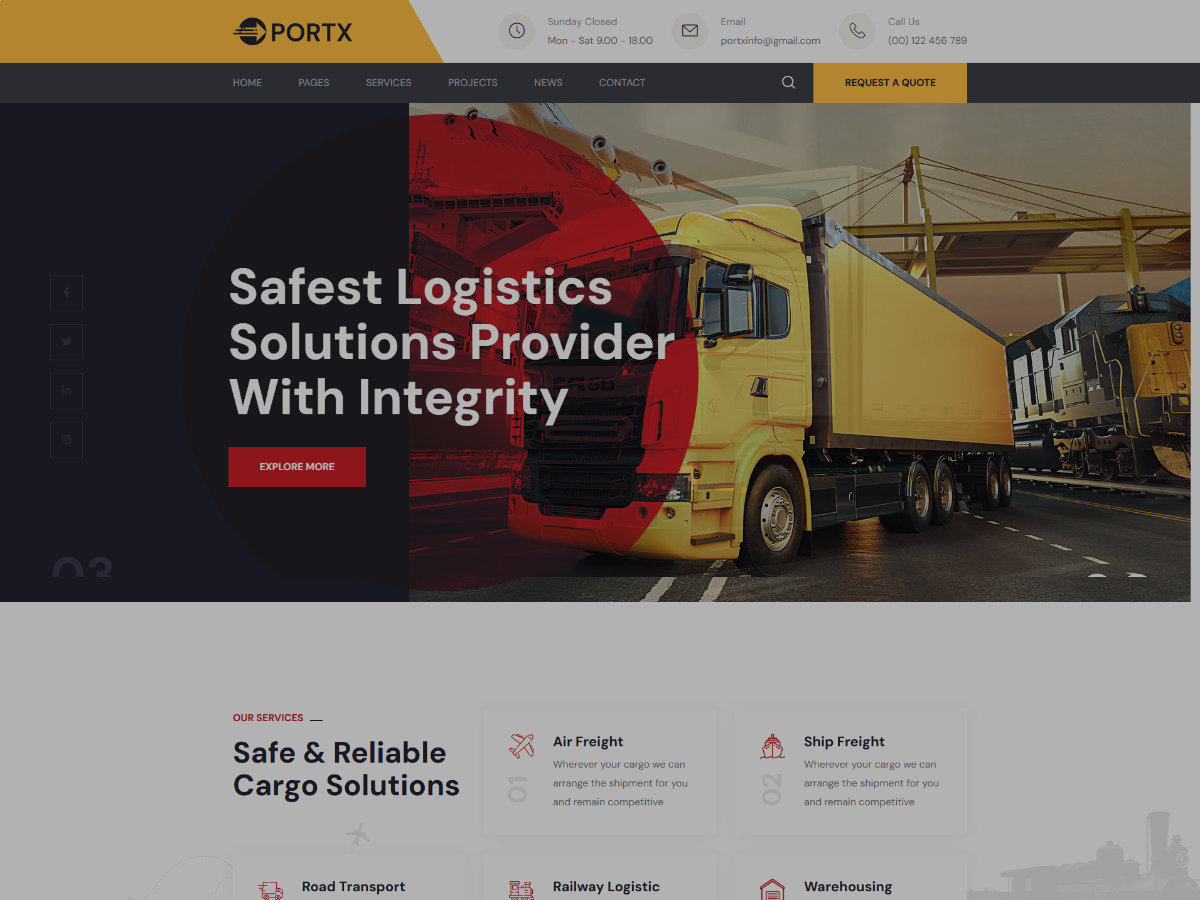 PORTX
Sunday Closed
Mon - Sat 9.00 - 18.00
Email
portxinfo@gmail.com
Call Us
(00) 122 456 789
HOME
PAGES
SERVICES
PROJECTS
NEWS
CONTACT
REQUEST A QUOTE
Safest Logistics
Solutions Provider
With Integrity
EXPLORE MORE
03
OUR SERVICES
Safe & Reliable
Cargo Solutions
01
Air Freight
Wherever your cargo we can
arrange the shipment for you
and remain competitive
02
Ship Freight
Wherever your cargo we can
arrange the shipment for you
and remain competitive
Road Transport
Railway Logistic
Warehousing